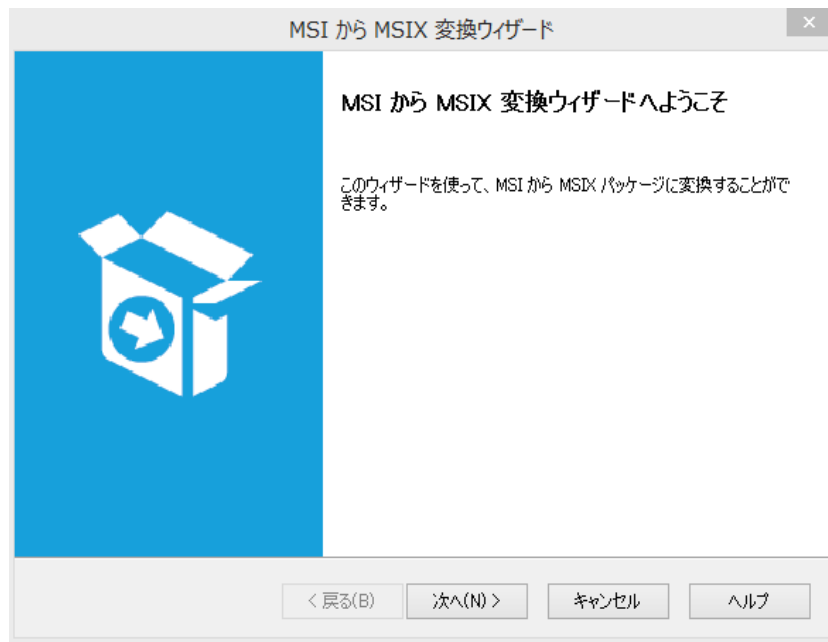 MSI から MSIX 変換ウィザード
MSI から MSIX 変換ウィザードへようこそ
このウィザードを使って、MSI から MSIX パッケージに変換することがで
きます。
< 戻る(B)
次へ(N) >
キャンセル
ヘルプ